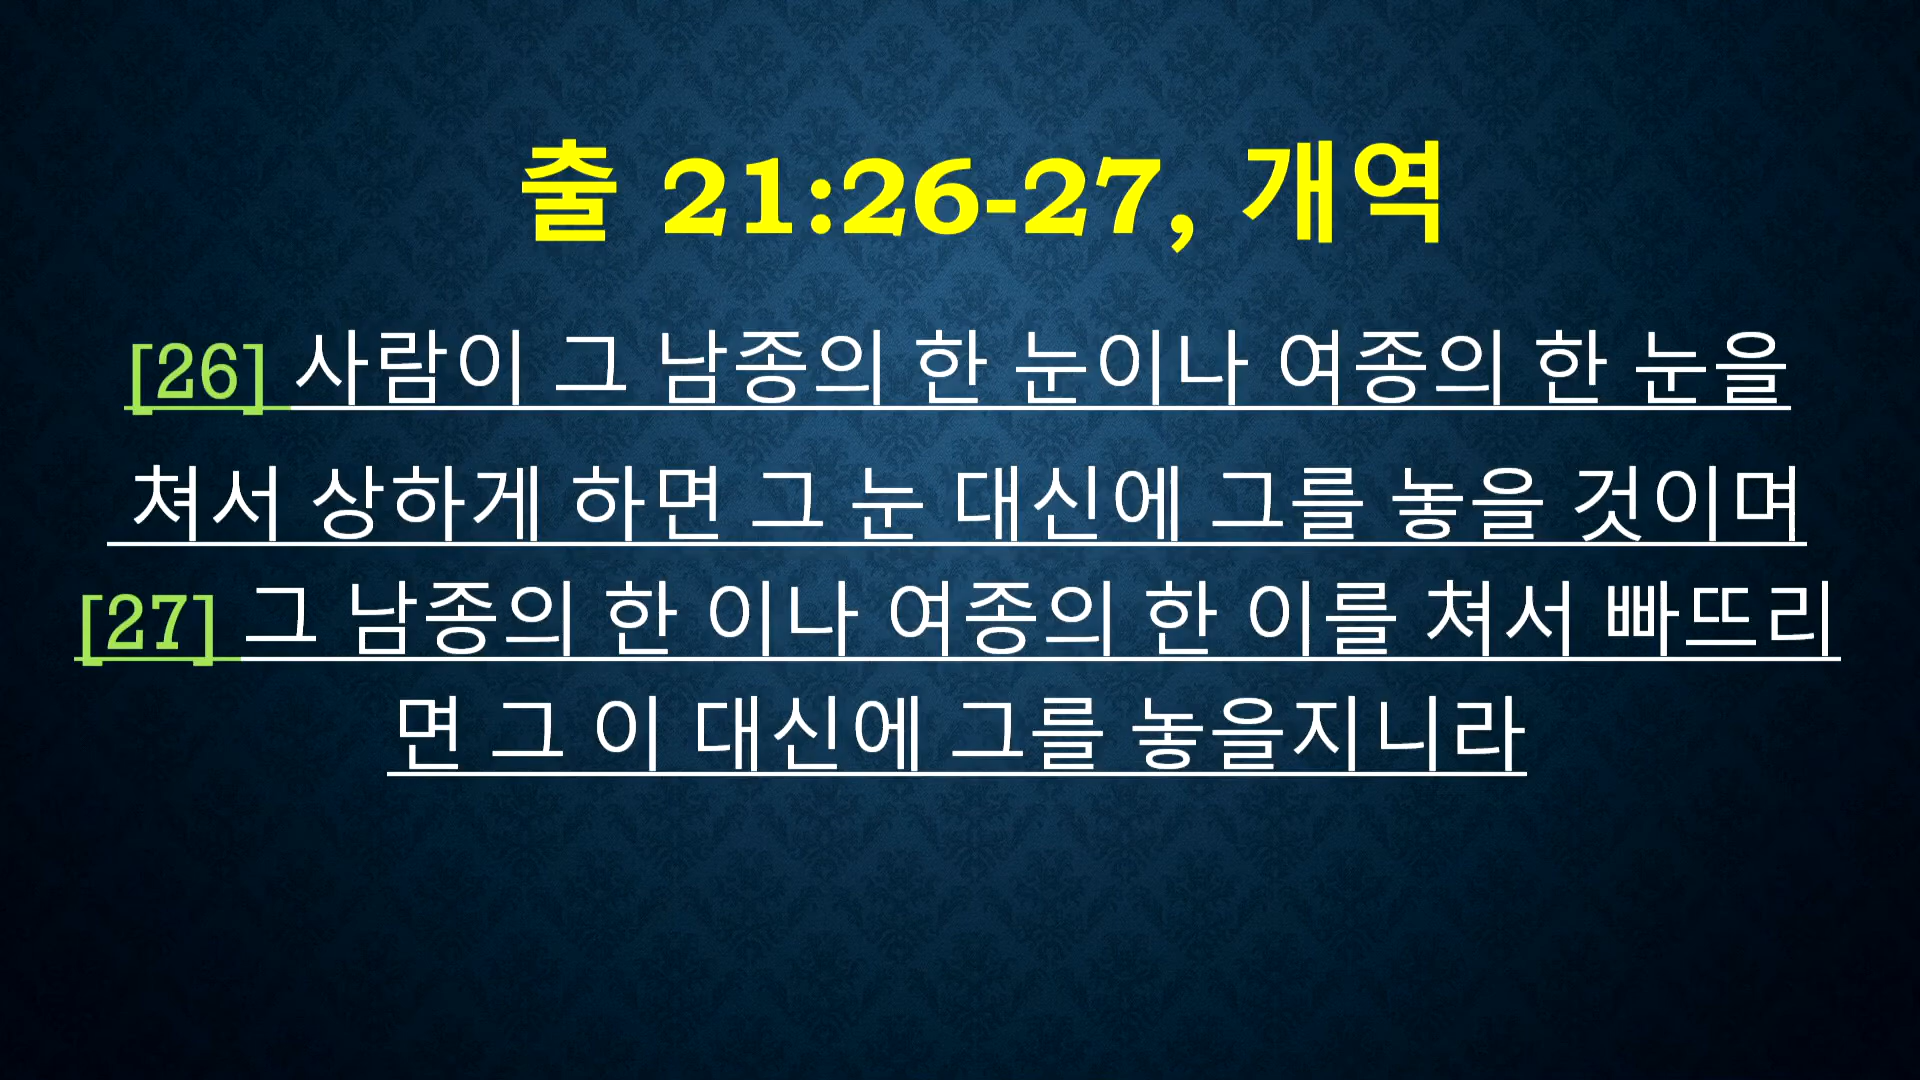 출 21:26-27, 개역
[26] 사람이 그 남종의 한 눈이나 여종의 한 눈을
쳐서 상하게 하면 그 눈 대신에 그를 놓을 것이며
[27] 그 남종의 한 이나 여종의 한 이를 쳐서 빠뜨리
면 그 이 대신에 그를 놓을지니라